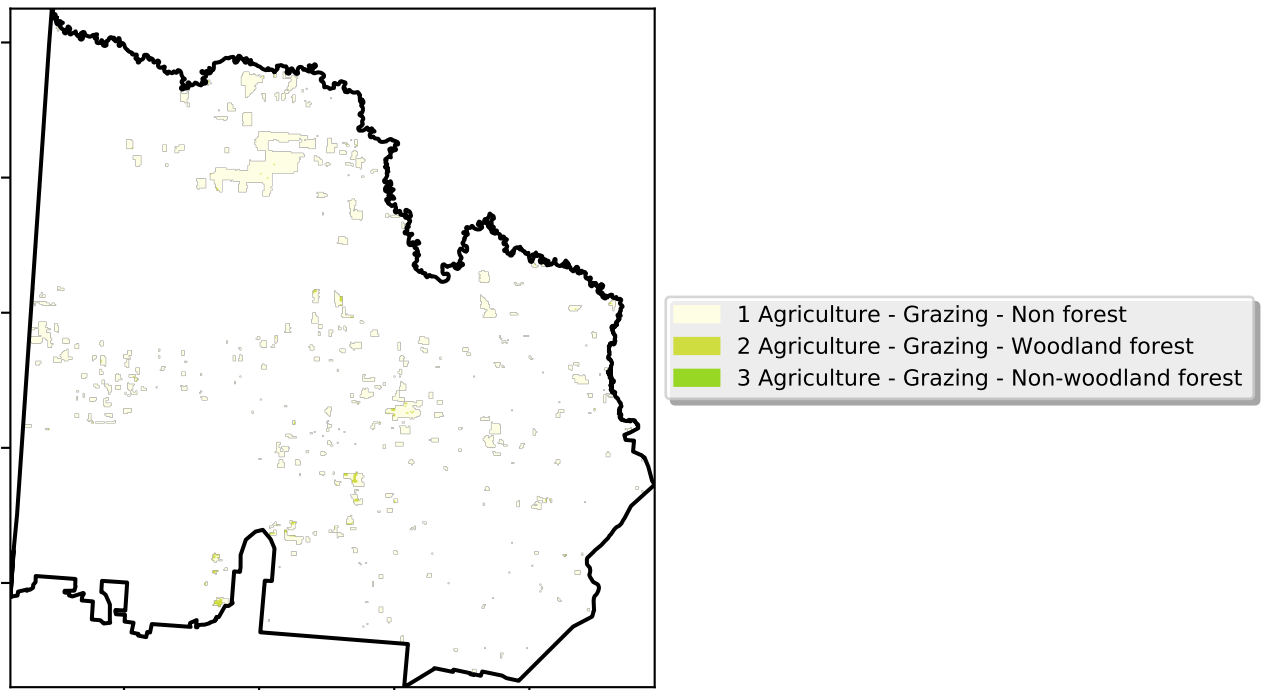 1 Agriculture - Grazing - Non forest
2 Agriculture - Grazing - Woodland forest
3 Agriculture - Grazing - Non-woodland forest